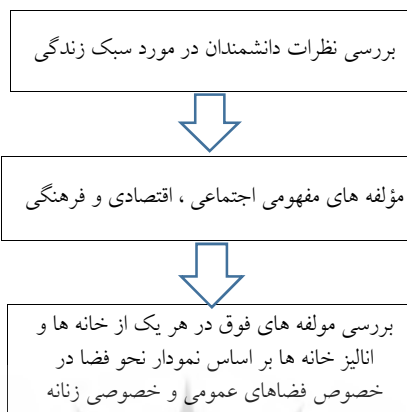 بررسی نظرات دانشمندان در مورد سبک زندگی
مؤلفه های مفهومی اجتماعی ، اقتصادی و فرهنگی
بررسی مولفه های فوق در هر یک از خانه ها و
انالیز خانه ها بر اساس نمودار نحو فضا در
خصوص فضاهای عمومی و خصوصی زنانه